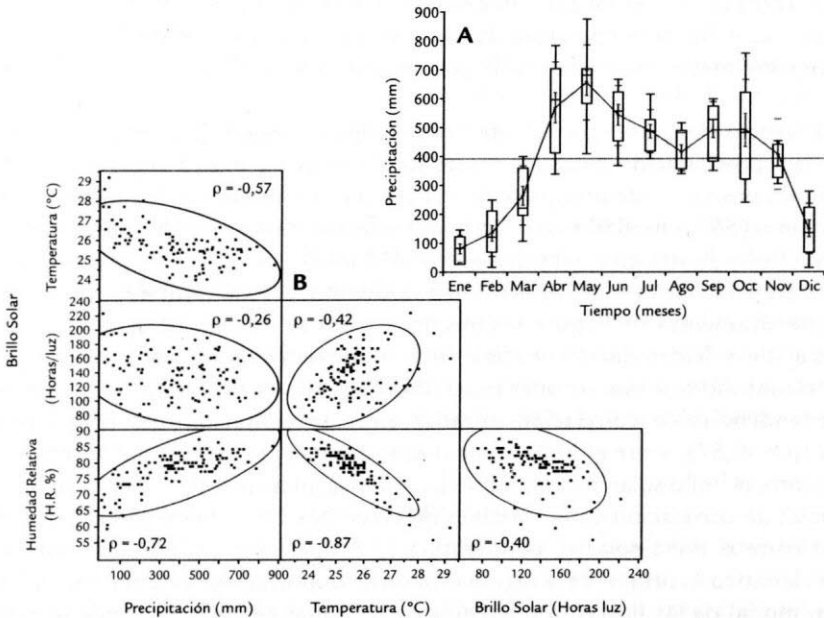 A
Precipitación (mm)
900
800
700
600
500
400
300
200
100
0
Ene Feb Mar Abr May Jun Jul Ago Sep Oct Nov Dic
Tiempo (meses)
B
Brillo Solar
Temperatura (°C)
29
28
27
26
25
24
ρ = -0,57
(Horas/luz)
240
220
200
180
160
140
120
100
80
ρ = -0,26
ρ = -0,42
Humedad Relativa
(H.R. %)
90
85
80
75
70
65
60
55
ρ = -0,72
ρ = -0,87
ρ = -0,40
100 300 500 700 900
24 25 26 27 28 29
80 120 160 200 240
Precipitación (mm)
Temperatura (°C)
Brillo Solar (Horas luz)